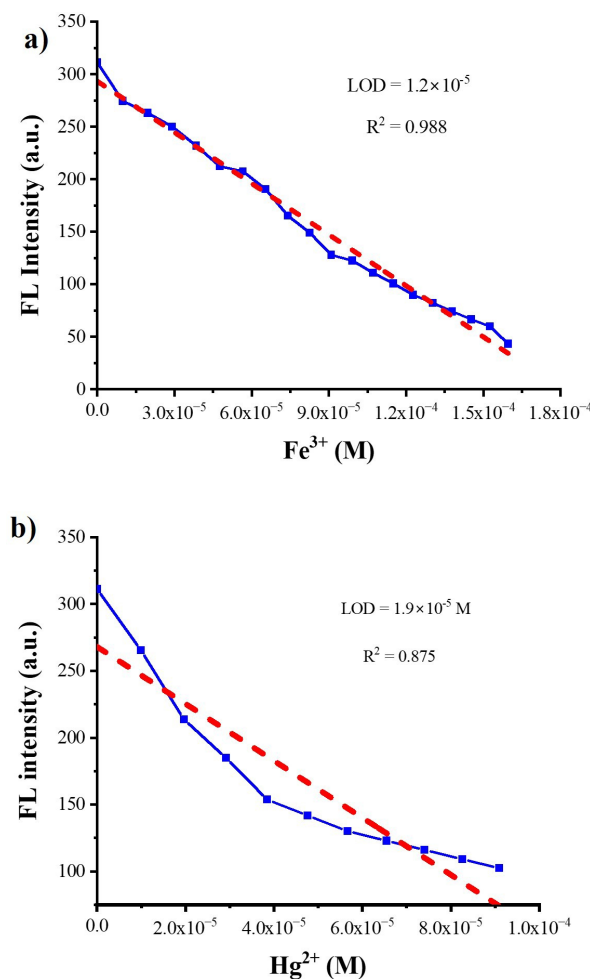 a)
350
300
250
200
150
100
50
0
FL Intensity (a.u.)
LOD = 1.2×10⁻⁵
R² = 0.988
0.0 3.0x10⁻⁵ 6.0x10⁻⁵ 9.0x10⁻⁵ 1.2x10⁻⁴ 1.5x10⁻⁴ 1.8x10⁻⁴
Fe³⁺ (M)
b)
350
300
250
200
150
100
FL intensity (a.u.)
LOD = 1.9×10⁻⁵ M
R² = 0.875
0.0 2.0x10⁻⁵ 4.0x10⁻⁵ 6.0x10⁻⁵ 8.0x10⁻⁵ 1.0x10⁻⁴
Hg²⁺ (M)